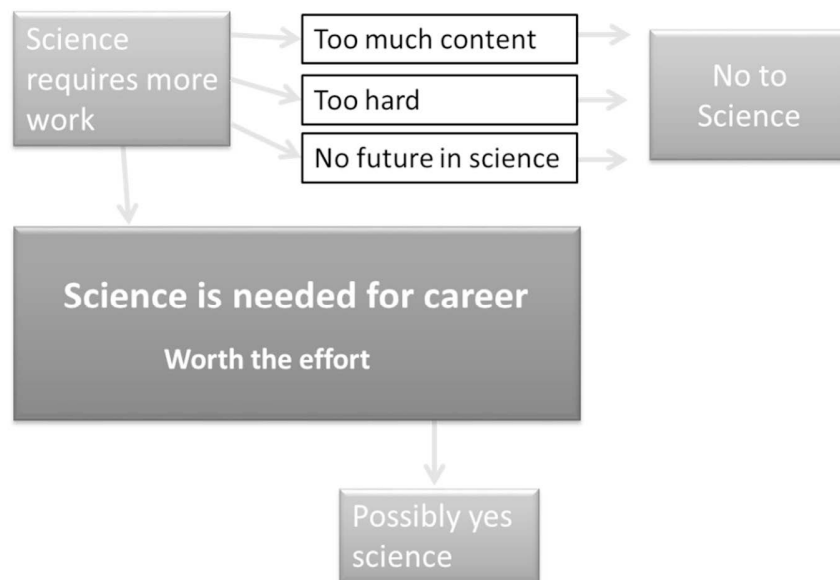 Science
requires more
work
Too much content
Too hard
No future in science
No to
Science
Science is needed for career
Worth the effort
Possibly yes
science